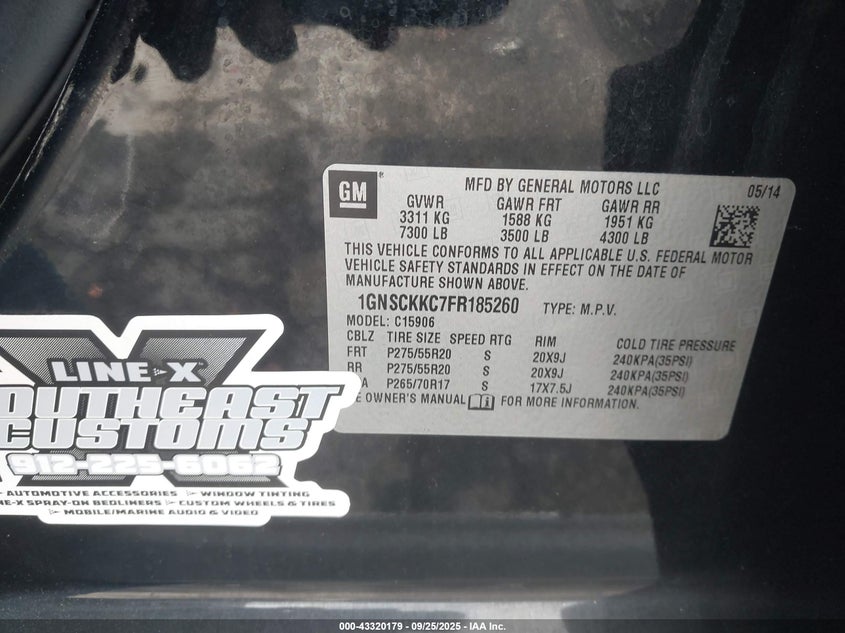 GM
MFD BY GENERAL MOTORS LLC 05/14
GVWR GAWR FRT GAWR RR
3311 KG 1588 KG 1951 KG
7300 LB 3500 LB 4300 LB
THIS VEHICLE CONFORMS TO ALL APPLICABLE U.S. FEDERAL MOTOR
VEHICLE SAFETY STANDARDS IN EFFECT ON THE DATE OF
MANUFACTURE SHOWN ABOVE.
1GNSCKKC7FR185260 TYPE: M.P.V.
MODEL: C15906
CBLZ TIRE SIZE SPEED RTG RIM COLD TIRE PRESSURE
FRT P275/55R20 S 20X9J 240KPA(35PSI)
RR P275/55R20 S 20X9J 240KPA(35PSI)
A P265/70R17 S 17X7.5J 240KPA(35PSI)
E OWNER'S MANUAL i FOR MORE INFORMATION.
X
LINE-X
OUTHEAST
CUSTOMS
912-225-6062
AUTOMOTIVE ACCESSORIES WINDOW TINTING
NE-X SPRAY-ON BEDLINERS CUSTOM WHEELS & TIRES
MOBILE/MARINE AUDIO & VIDEO
000-43320179 - 09/25/2025 - IAA Inc.